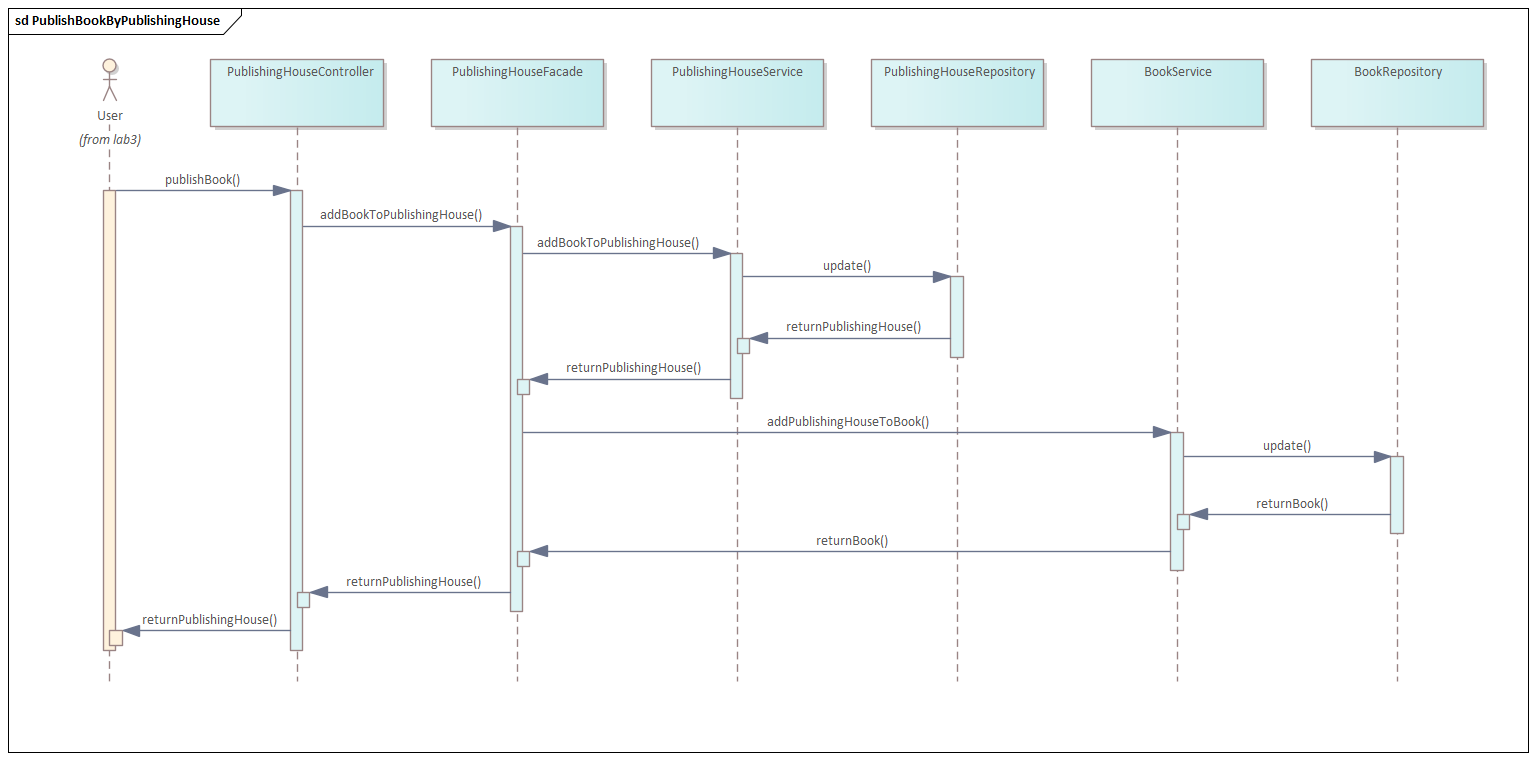 sd PublishBookByPublishingHouse
User
(from lab3)
PublishingHouseController
PublishingHouseFacade
PublishingHouseService
PublishingHouseRepository
BookService
BookRepository
publishBook()
addBookToPublishingHouse()
addBookToPublishingHouse()
update()
returnPublishingHouse()
returnPublishingHouse()
addPublishingHouseToBook()
update()
returnBook()
returnBook()
returnPublishingHouse()
returnPublishingHouse()